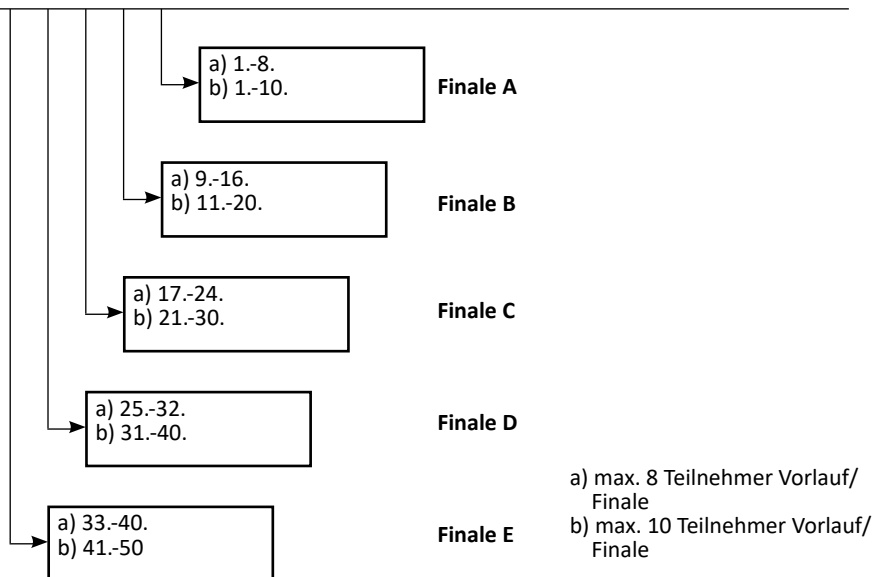 a) 1.-8.
b) 1.-10.
Finale A
a) 9.-16.
b) 11.-20.
Finale B
a) 17.-24.
b) 21.-30.
Finale C
a) 25.-32.
b) 31.-40.
Finale D
a) 33.-40.
b) 41.-50
Finale E
a) max. 8 Teilnehmer Vorlauf/
Finale
b) max. 10 Teilnehmer Vorlauf/
Finale